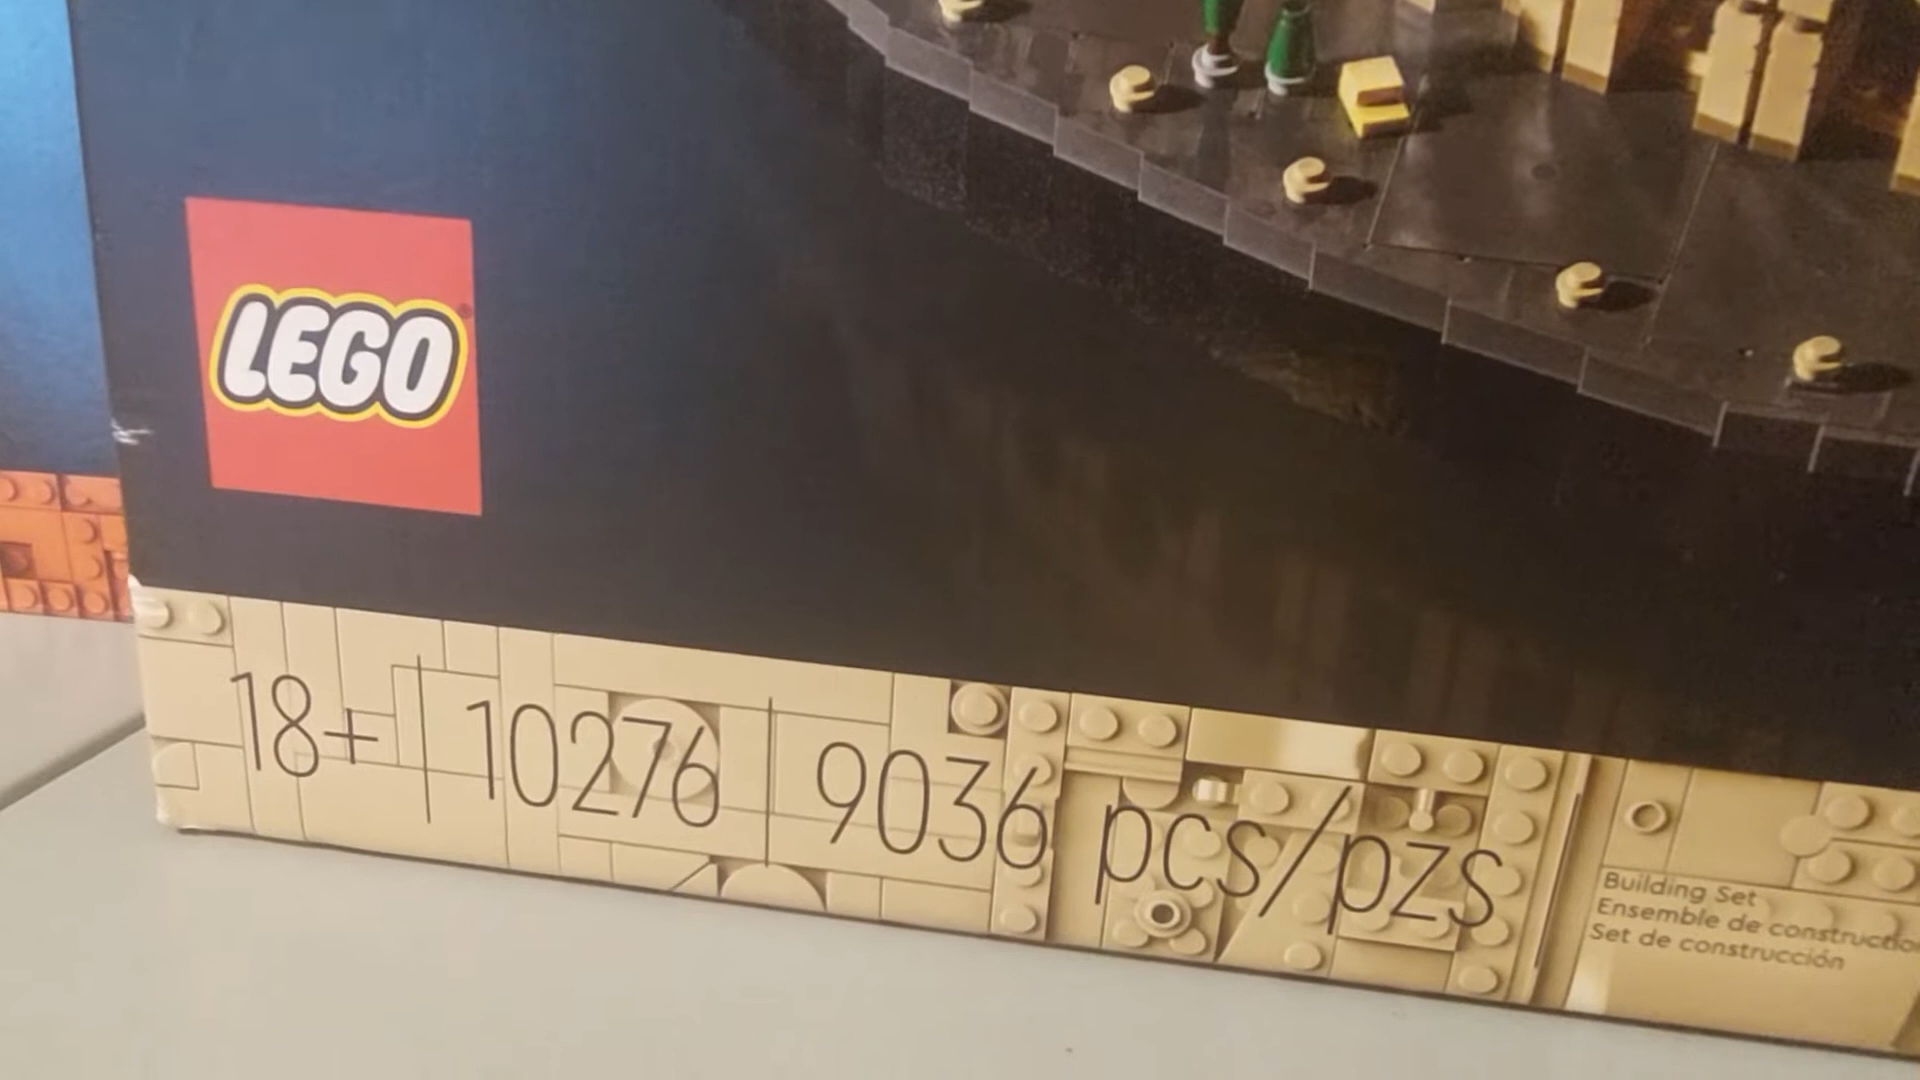 LEGO
18+ | 10276 | 9036 pcs/pzs
Building Set
Ensemble de constructio
Set de construcción